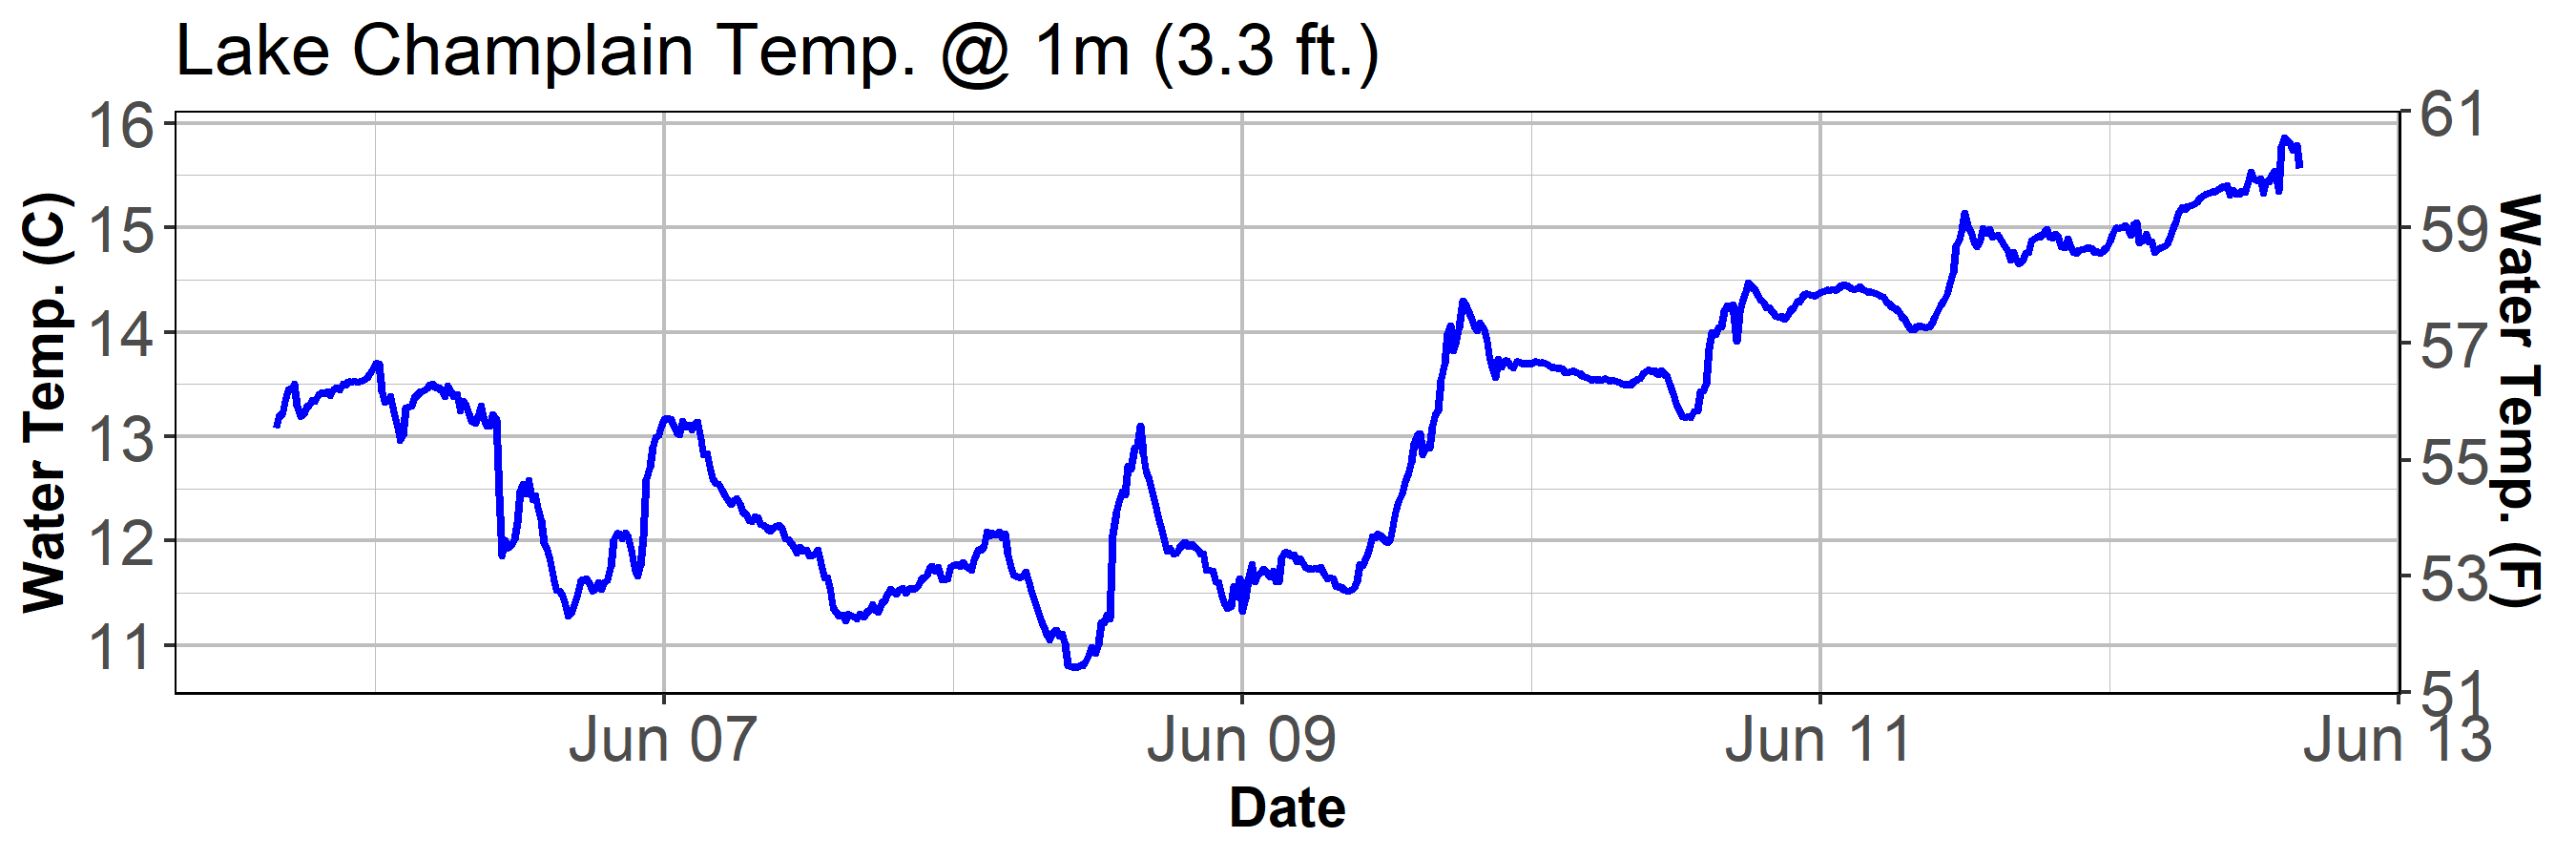 Lake Champlain Temp. @ 1m (3.3 ft.)
Water Temp. (C)
16
15
14
13
12
11
61
59
57
55
53
51
Water Temp. (F)
Jun 07
Jun 09
Jun 11
Jun 13
Date